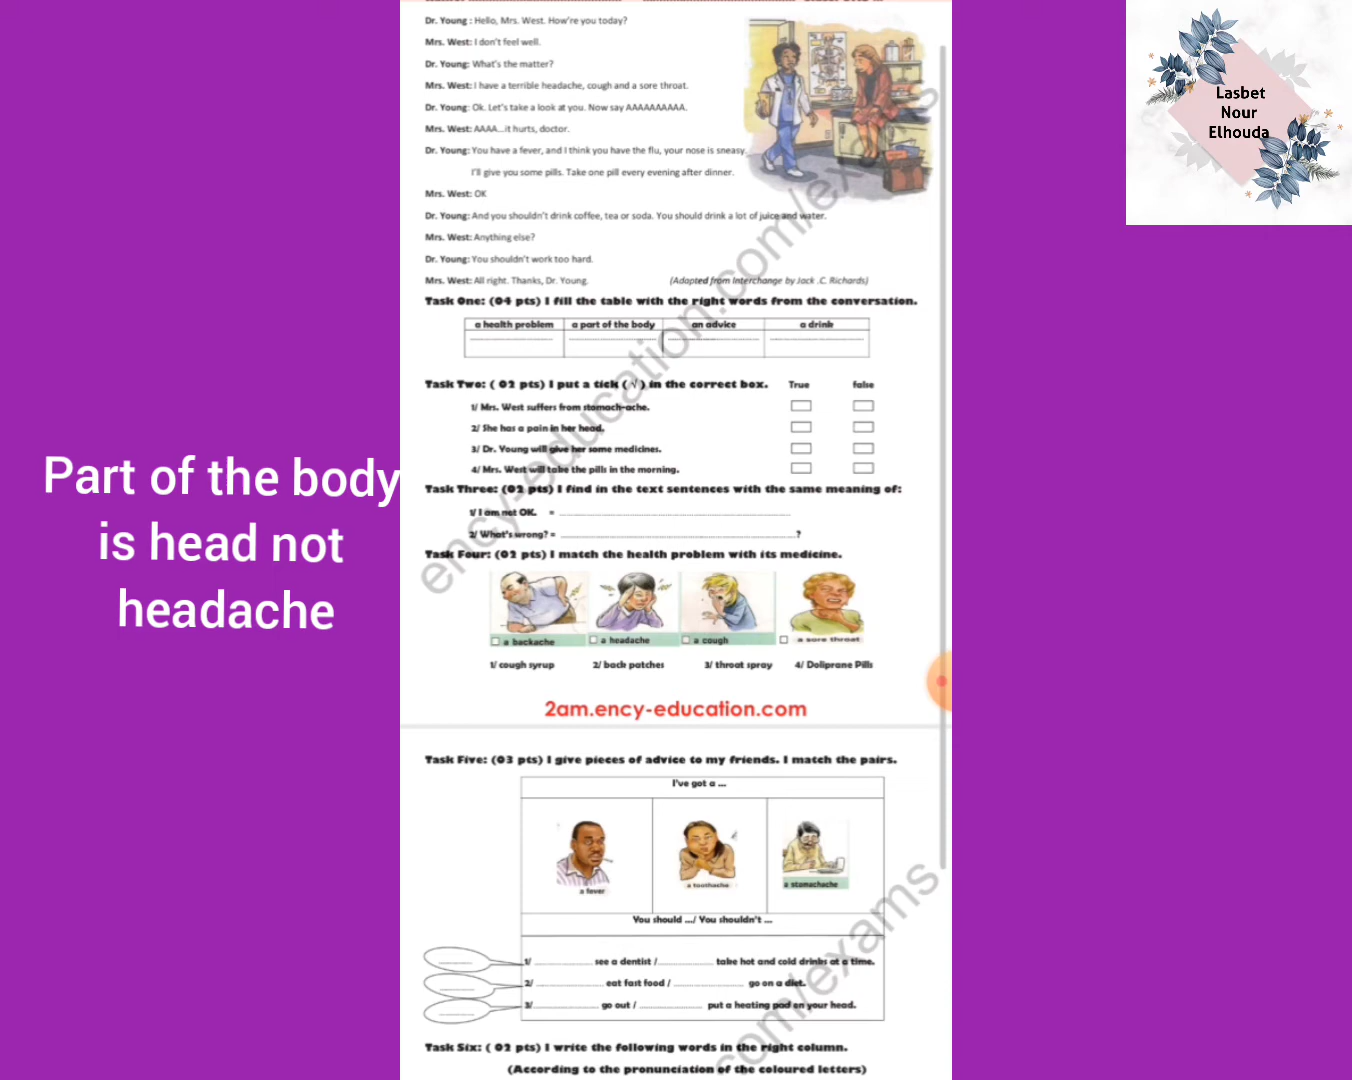 Dr. Young : Hello, Mrs. West. How're you today?
Mrs. West: I don't feel well.
Dr. Young: What's the matter?
Mrs. West: I have a terrible headache, cough and a sore throat.
Dr. Young: Ok. Let's take a look at you. Now say AAAAAAAAAA.
Mrs. West: AAAA...it hurts, doctor.
Dr. Young: You have a fever, and I think you have the flu, your nose is sneasy.
I'll give you some pills. Take one pill every evening after dinner.
Mrs. West: OK
Dr. Young: And you shouldn't drink coffee, tea or soda. You should drink a lot of juice and water.
Mrs. West: Anything else?
Dr. Young: You shouldn't work too hard.
Mrs. West: All right. Thanks, Dr. Young. (Adapted from Interchange by Jack .C. Richards)
Task One: (04 pts) I fill the table with the right words from the conversation.
a health problem a part of the body an advice a drink
Task Two: ( 02 pts) I put a tick ( √ ) in the correct box. True false
1/ Mrs. West suffers from stomach-ache.
2/ She has a pain in her head.
3/ Dr. Young will give her some medicines.
4/ Mrs. West will take the pills in the morning.
Task Three: (02 pts) I find in the text sentences with the same meaning of:
1/ I am not OK. = ....................
2/ What's wrong? = ....................?
Task Four: (02 pts) I match the health problem with its medicine.
a backache a headache a cough a sore throat
1/ cough syrup 2/ back patches 3/ throat spray 4/ Doliprane Pills
2am.ency-education.com
Task Five: (03 pts) I give pieces of advice to my friends. I match the pairs.
I've got a ...
a fever a toothache a stomachache
You should .../ You shouldn't ...
1/ .................... see a dentist / .................... take hot and cold drinks at a time.
2/ .................... eat fast food / .................... go on a diet.
3/ .................... go out / .................... put a heating pad on your head.
Task Six: ( 02 pts) I write the following words in the right column.
(According to the pronunciation of the coloured letters)
ency-education.com/exams
com/exams
Part of the body
is head not
headache
Lasbet
Nour
Elhouda